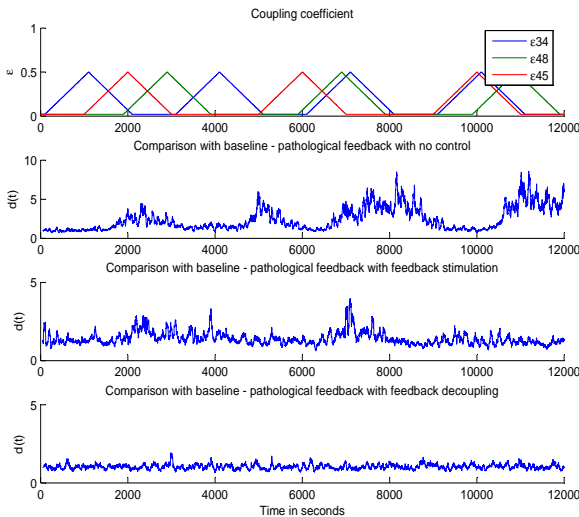 Coupling coefficient
1
0.5
0
ε
ε34
ε48
ε45
0 2000 4000 6000 8000 10000 12000
Comparison with baseline - pathological feedback with no control
10
5
0
d(t)
0 2000 4000 6000 8000 10000 12000
Comparison with baseline - pathological feedback with feedback stimulation
5
0
d(t)
0 2000 4000 6000 8000 10000 12000
Comparison with baseline - pathological feedback with feedback decoupling
5
0
d(t)
0 2000 4000 6000 8000 10000 12000
Time in seconds